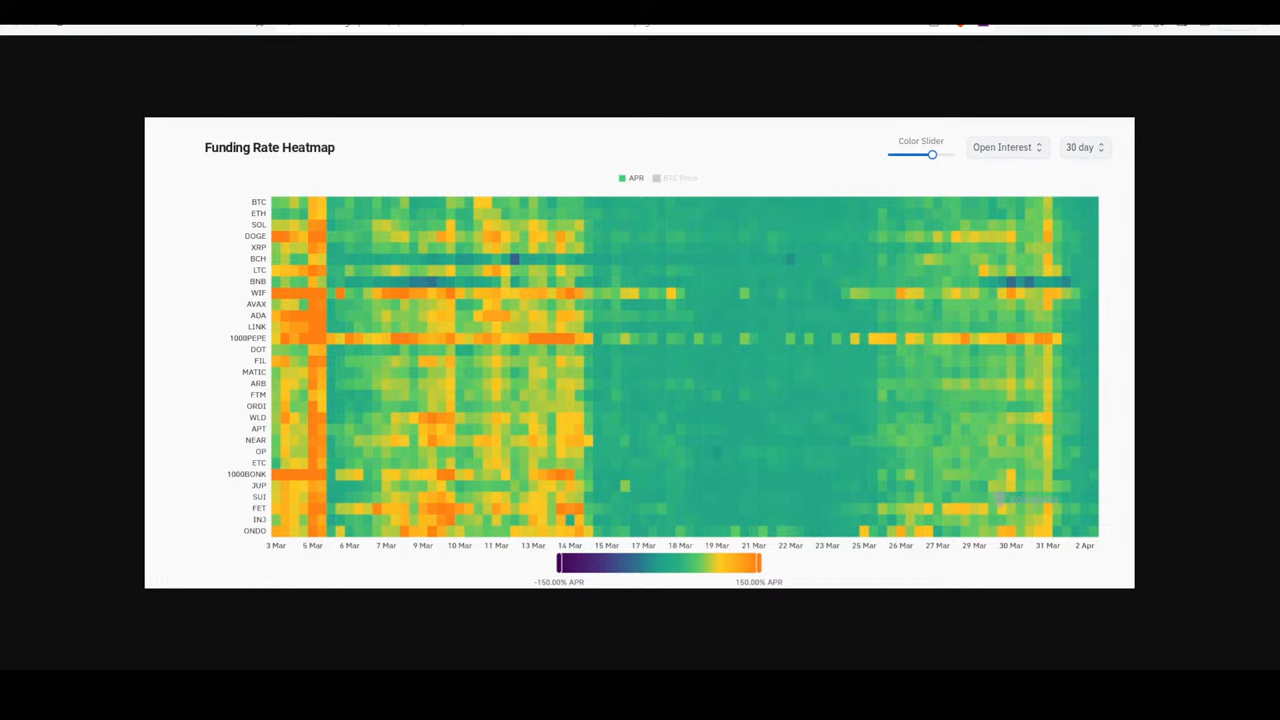 Funding Rate Heatmap
Color Slider
Open Interest
30 day
APR
BTC Price
BTC
ETH
SOL
DOGE
XRP
BCH
LTC
BNB
WIF
AVAX
ADA
LINK
1000PEPE
DOT
FIL
MATIC
ARB
FTM
ORDI
WLD
APT
NEAR
OP
ETC
1000BONK
JUP
SUI
FET
INJ
ONDO
3 Mar 5 Mar 6 Mar 7 Mar 9 Mar 10 Mar 11 Mar 13 Mar 14 Mar 15 Mar 17 Mar 18 Mar 19 Mar 21 Mar 22 Mar 23 Mar 25 Mar 26 Mar 27 Mar 29 Mar 30 Mar 31 Mar 2 Apr
-150.00% APR 150.00% APR